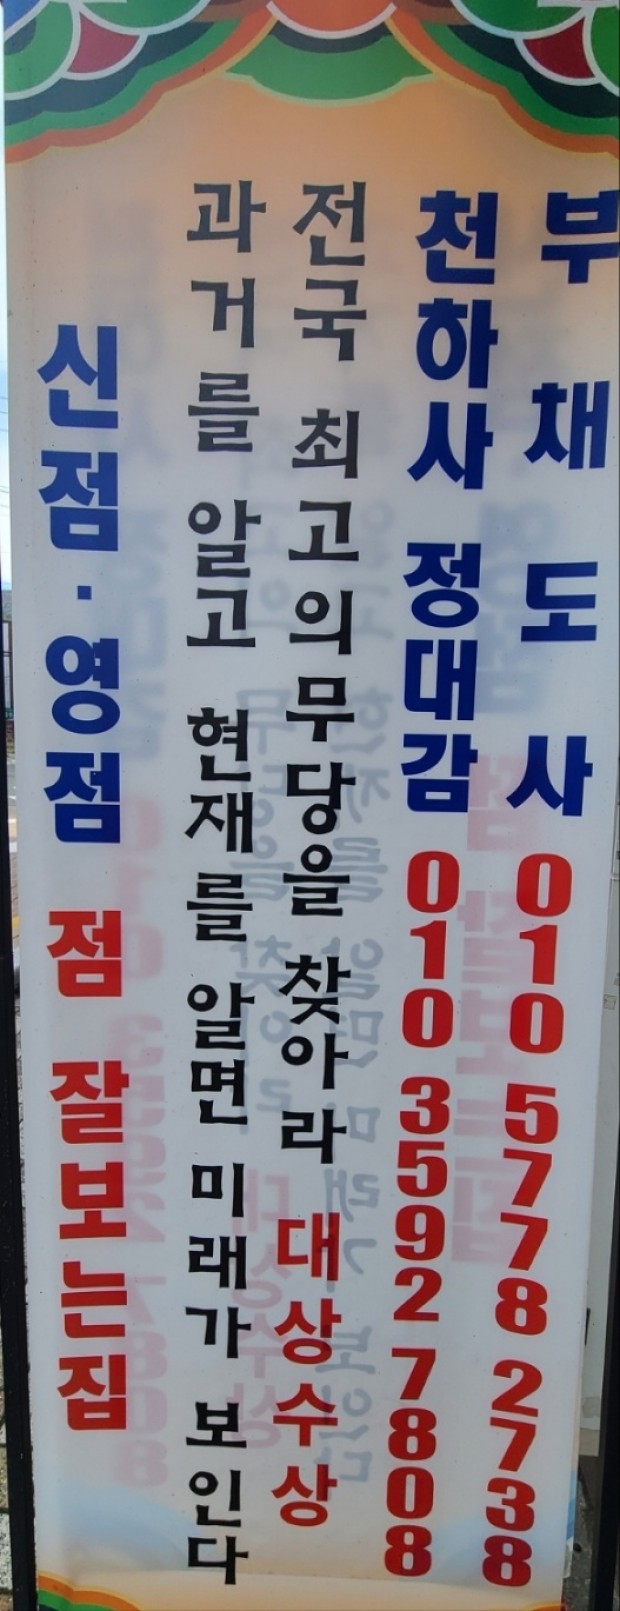 부 채 도 사 010 5778 2738
천하사 정대감 010 3592 7808
전국 최고의무당을 찾아라 대상수상
과거를 알고 현재를 알면 미래가 보인다
신점·영점 점 잘보는집